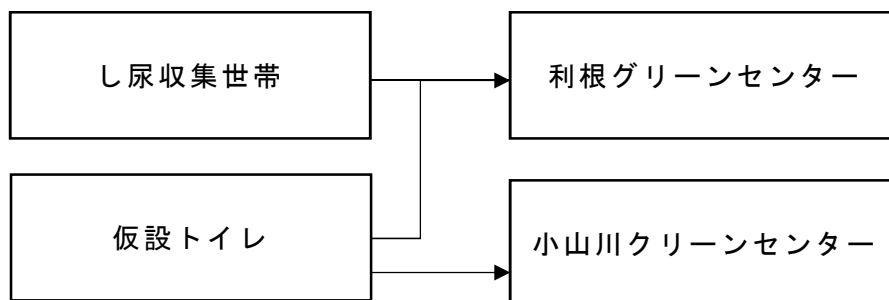 し尿収集世帯
利根グリーンセンター
仮設トイレ
小山川クリーンセンター